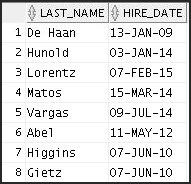 LAST_NAME HIRE_DATE
1 De Haan 13-JAN-09
2 Hunold 03-JAN-14
3 Lorentz 07-FEB-15
4 Matos 15-MAR-14
5 Vargas 09-JUL-14
6 Abel 11-MAY-12
7 Higgins 07-JUN-10
8 Gietz 07-JUN-10